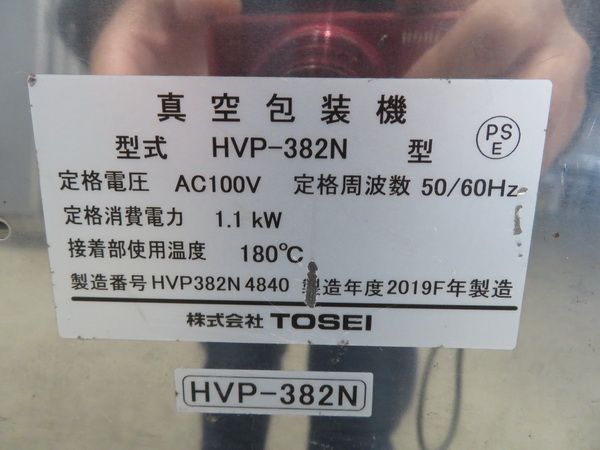 真空包装機
型式 HVP-382N 型 PSE
定格電圧 AC100V 定格周波数 50/60Hz
定格消費電力 1.1 kW
接着部使用温度 180℃
製造番号 HVP382N 4840 製造年度 2019F年製造
株式会社 TOSEI
HVP-382N